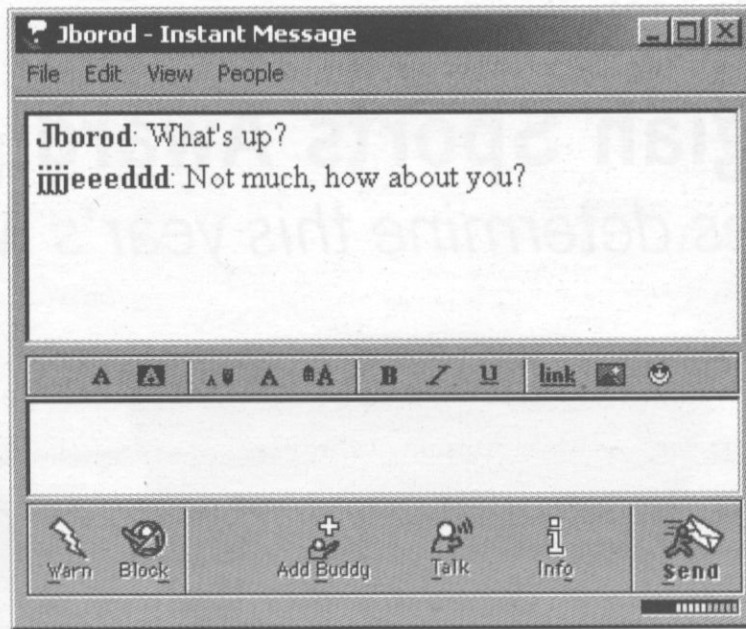 Jborod - Instant Message
File Edit View People
Jborod: What's up?
jjjjeeeddd: Not much, how about you?
A A A A A B I U link
Warn Block Add Buddy Talk Info Send